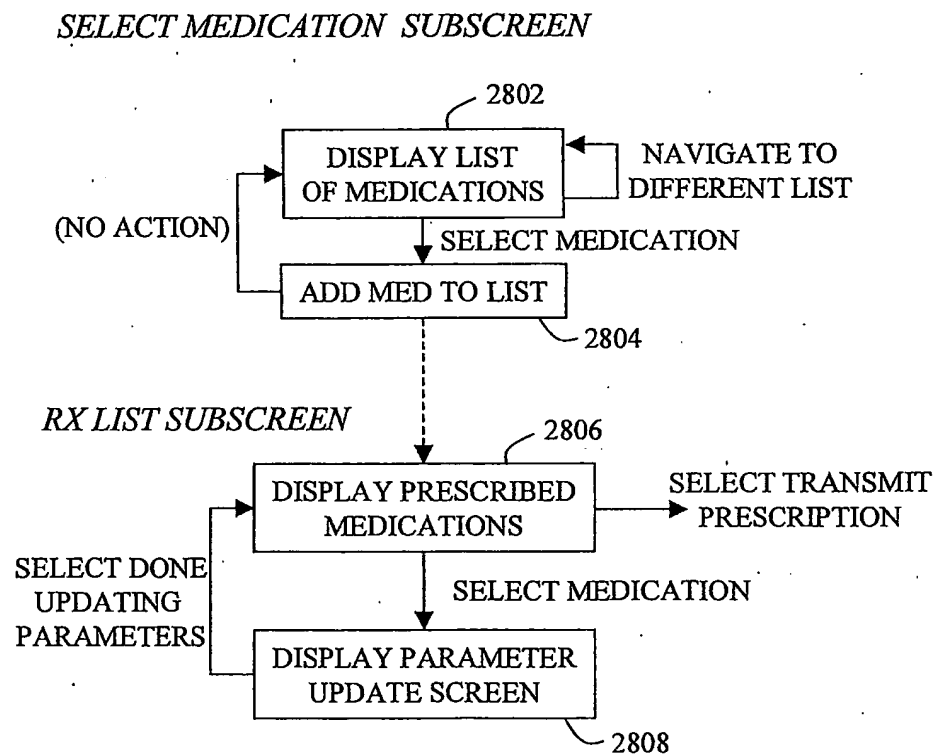 SELECT MEDICATION SUBSCREEN
2802
DISPLAY LIST
OF MEDICATIONS
NAVIGATE TO
DIFFERENT LIST
(NO ACTION)
SELECT MEDICATION
ADD MED TO LIST
2804
RX LIST SUBSCREEN
2806
DISPLAY PRESCRIBED
MEDICATIONS
SELECT TRANSMIT
PRESCRIPTION
SELECT DONE
UPDATING
PARAMETERS
SELECT MEDICATION
DISPLAY PARAMETER
UPDATE SCREEN
2808